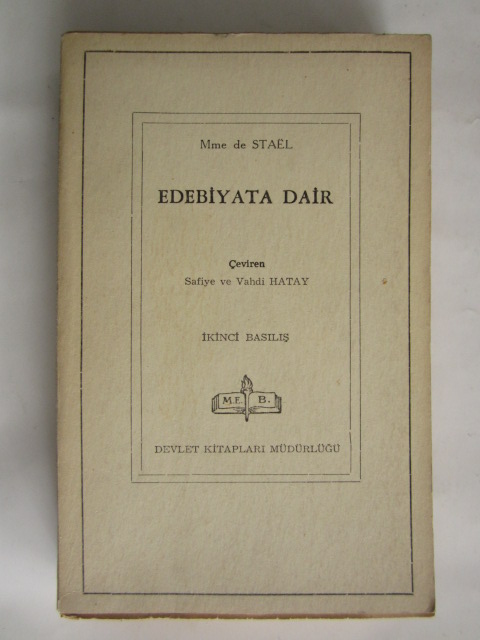 Mme de STAËL
EDEBİYATA DAİR
Çeviren
Safiye ve Vahdi HATAY
İKİNCİ BASILIŞ
M.E. B.
DEVLET KİTAPLARI MÜDÜRLÜĞÜ